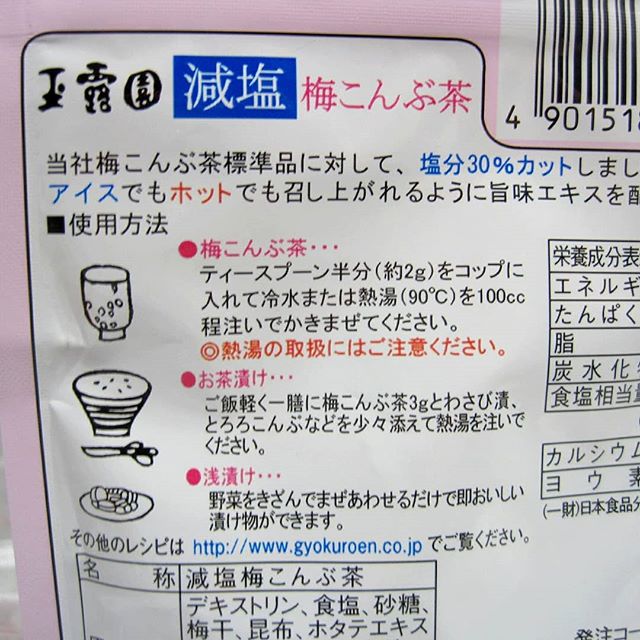 玉露園 減塩 梅こんぶ茶
4 901518
当社梅こんぶ茶標準品に対して、塩分30%カットしまし
アイスでもホットでも召し上がれるように旨味エキスを配
■使用方法
●梅こんぶ茶・・・
ティースプーン半分(約2g)をコップに
入れて冷水または熱湯(90℃)を100cc
程注いでかきまぜてください。
◎熱湯の取扱にはご注意ください。
●お茶漬け・・・
ご飯軽く一膳に梅こんぶ茶3gとわさび漬、
とろろこんぶなどを少々添えて熱湯を注いで
ください。
●浅漬け・・・
野菜をきざんでまぜあわせるだけで即おいしい
漬け物ができます。
その他のレシピは http://www.gyokuroen.co.jp でご覧ください。
名称 減塩梅こんぶ茶
デキストリン、食塩、砂糖、
梅干、昆布、ホタテエキス
栄養成分表
エネルギ
たんぱく
脂
炭水化
食塩相当
カルシウム
ヨウ素
(一財)日本食品分
発注コー